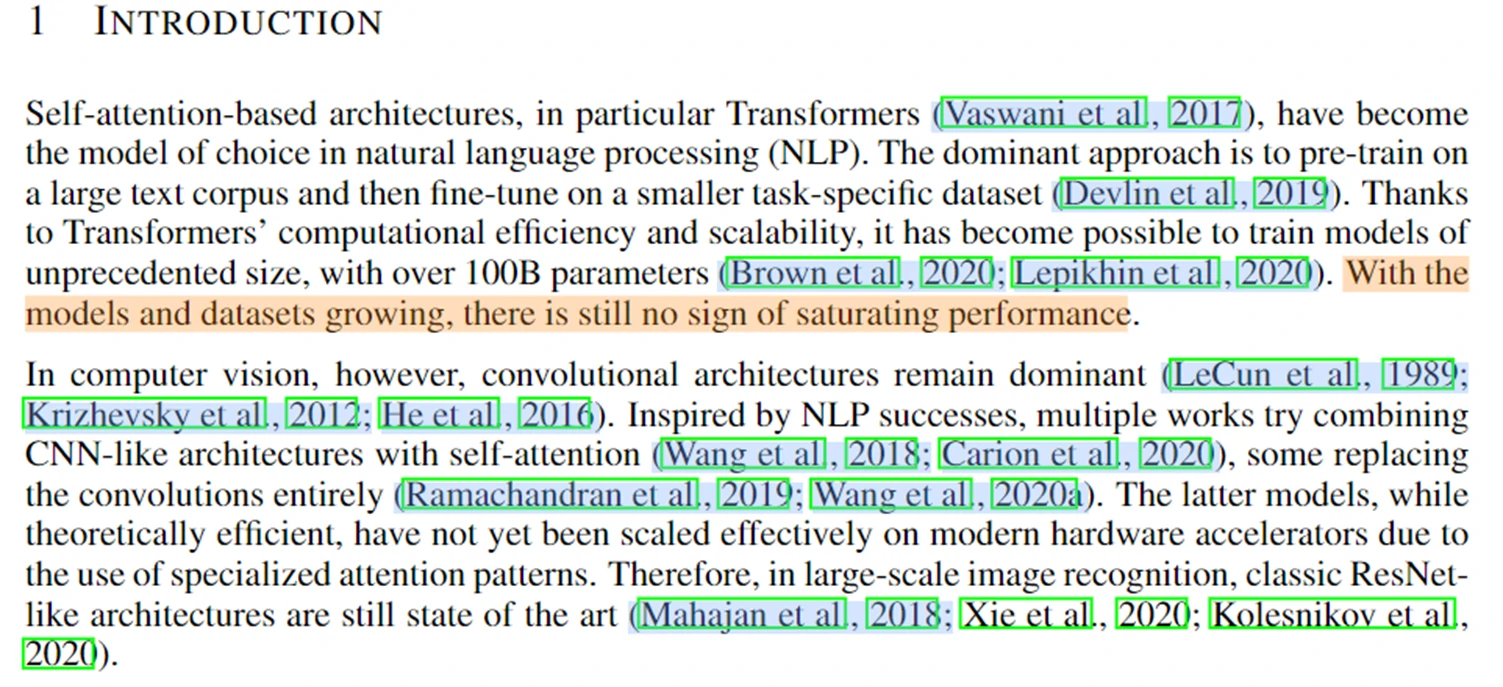 1 INTRODUCTION
Self-attention-based architectures, in particular Transformers (Vaswani et al., 2017), have become
the model of choice in natural language processing (NLP). The dominant approach is to pre-train on
a large text corpus and then fine-tune on a smaller task-specific dataset (Devlin et al., 2019). Thanks
to Transformers’ computational efficiency and scalability, it has become possible to train models of
unprecedented size, with over 100B parameters (Brown et al., 2020; Lepikhin et al., 2020). With the
models and datasets growing, there is still no sign of saturating performance.
In computer vision, however, convolutional architectures remain dominant (LeCun et al., 1989;
Krizhevsky et al., 2012; He et al., 2016). Inspired by NLP successes, multiple works try combining
CNN-like architectures with self-attention (Wang et al., 2018; Carion et al., 2020), some replacing
the convolutions entirely (Ramachandran et al., 2019; Wang et al., 2020a). The latter models, while
theoretically efficient, have not yet been scaled effectively on modern hardware accelerators due to
the use of specialized attention patterns. Therefore, in large-scale image recognition, classic ResNet-
like architectures are still state of the art (Mahajan et al., 2018; Xie et al., 2020; Kolesnikov et al.,
2020).